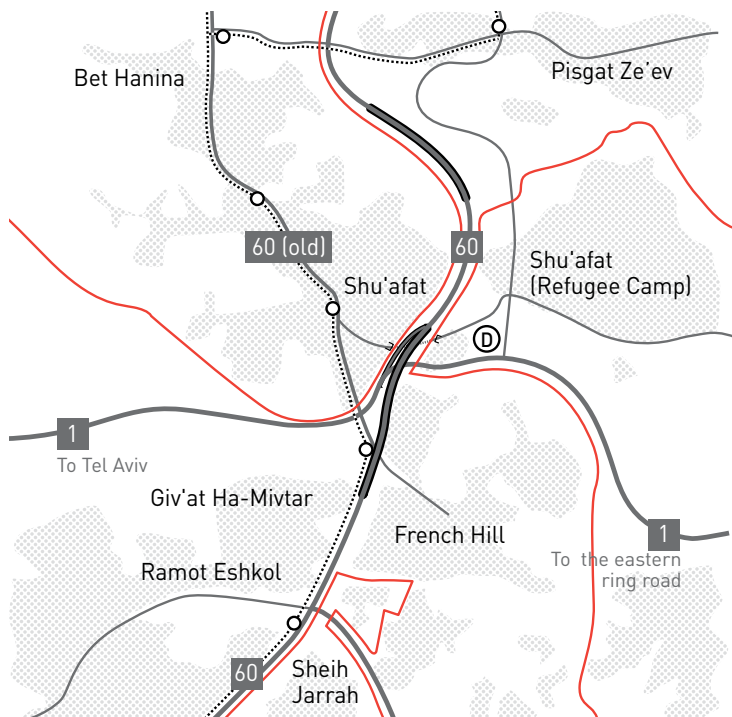 Bet Hanina
Pisgat Ze'ev
60 (old)
60
Shu'afat
Shu'afat
(Refugee Camp)
D
1
To Tel Aviv
Giv'at Ha-Mivtar
French Hill
1
To the eastern
ring road
Ramot Eshkol
60
Sheih
Jarrah